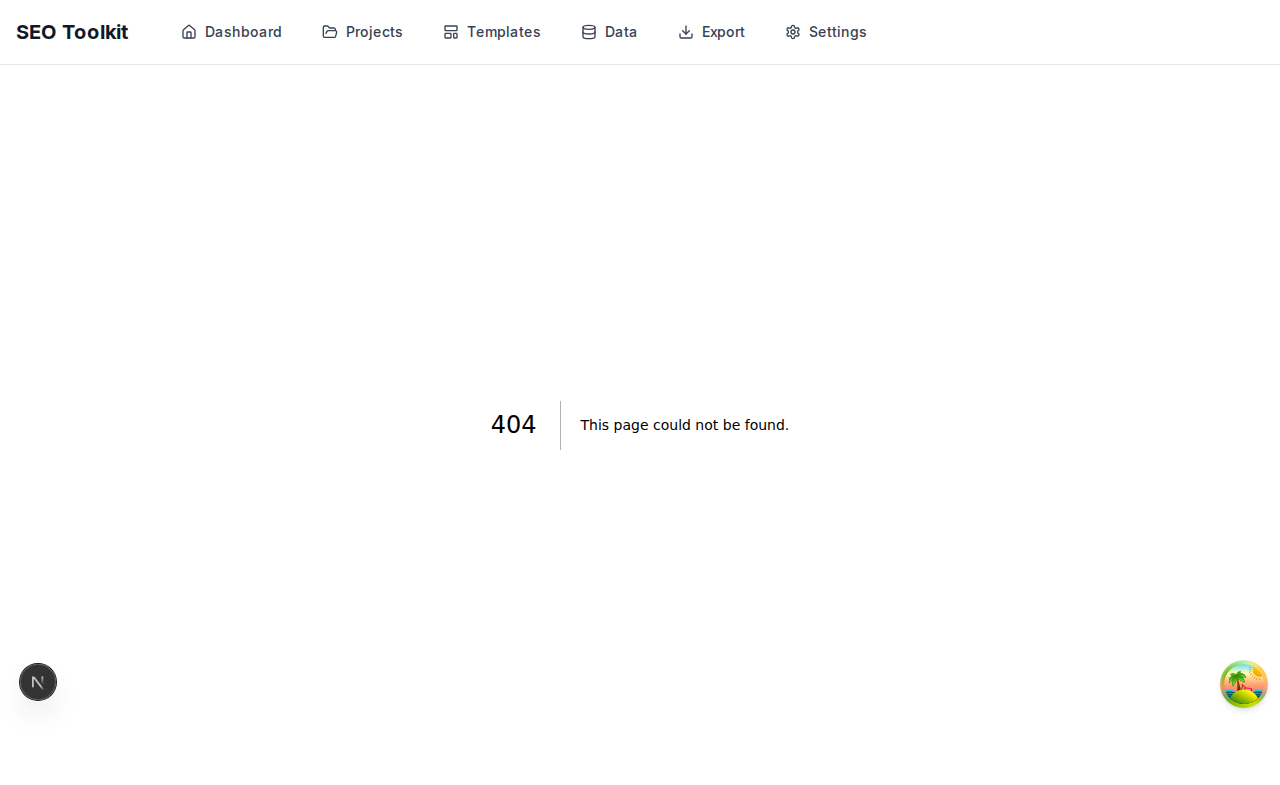 SEO Toolkit
Dashboard
Projects
Templates
Data
Export
Settings
404
This page could not be found.
N